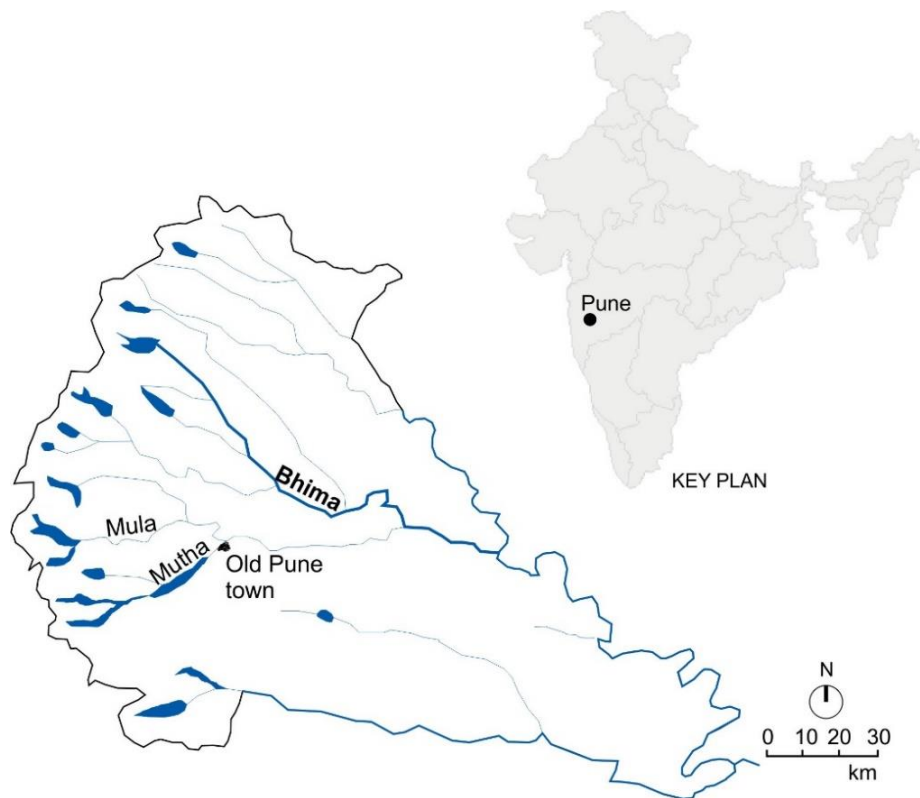 Pune
KEY PLAN
Bhima
Mula
Mutha
Old Pune
town
N
0 10 20 30
km